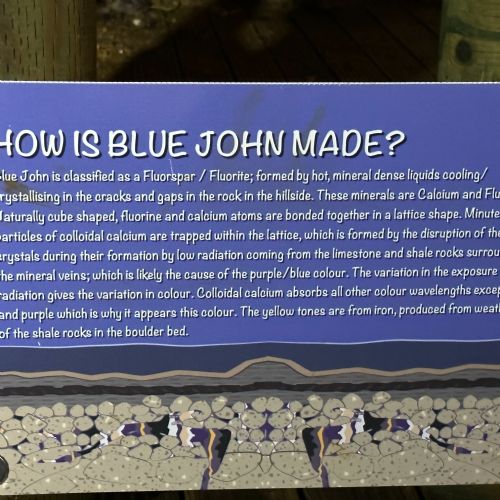 HOW IS BLUE JOHN MADE?
Blue John is classified as a Fluorspar / Fluorite; formed by hot, mineral dense liquids cooling/
crystallising in the cracks and gaps in the rock in the hillside. These minerals are Calcium and Flu
Naturally cube shaped, fluorine and calcium atoms are bonded together in a lattice shape. Minute
particles of colloidal calcium are trapped within the lattice, which is formed by the disruption of the
crystals during their formation by low radiation coming from the limestone and shale rocks surrou
the mineral veins; which is likely the cause of the purple/blue colour. The variation in the exposure
radiation gives the variation in colour. Colloidal calcium absorbs all other colour wavelengths excep
and purple which is why it appears this colour. The yellow tones are from iron, produced from weat
of the shale rocks in the boulder bed.